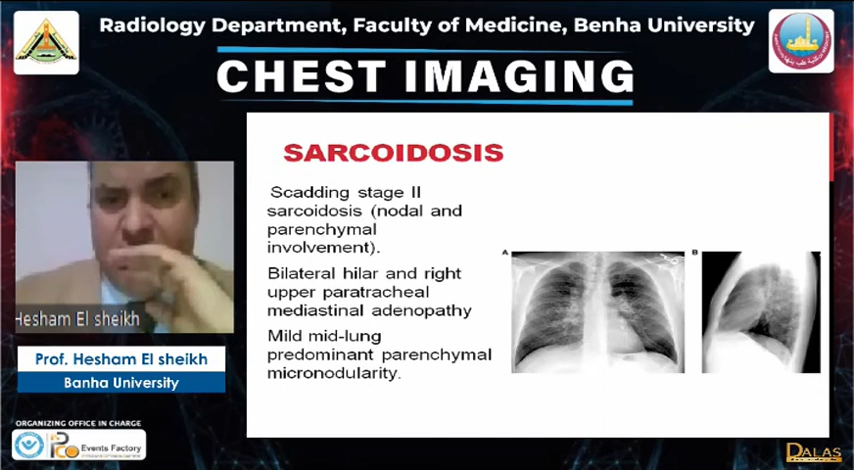 Radiology Department, Faculty of Medicine, Benha University
CHEST IMAGING
SARCOIDOSIS
Scadding stage II
sarcoidosis (nodal and
parenchymal
involvement).
Bilateral hilar and right
upper paratracheal
mediastinal adenopathy
Mild mid-lung
predominant parenchymal
micronodularity.
A
B
Hesham El sheikh
Prof. Hesham El sheikh
Banha University
ORGANIZING OFFICE IN CHARGE
Events Factory
DALAS